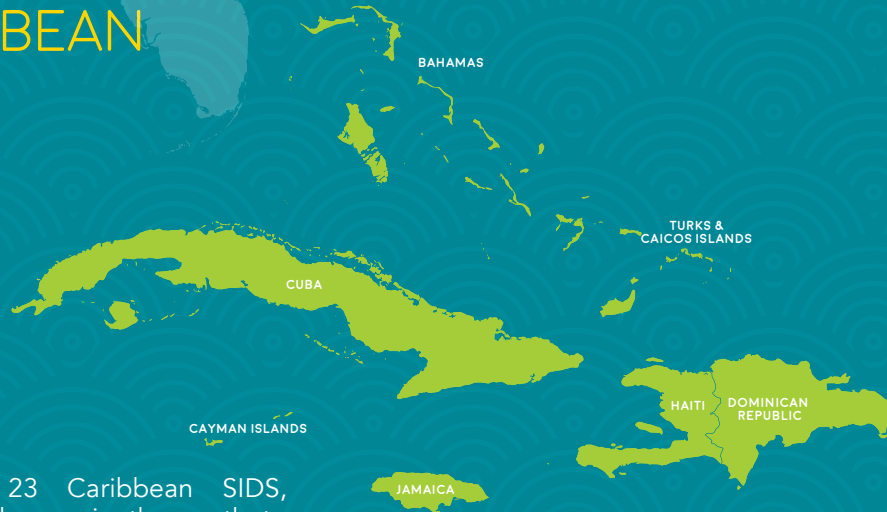 BEAN
BAHAMAS
TURKS &
CAICOS ISLANDS
CUBA
HAITI
DOMINICAN
REPUBLIC
CAYMAN ISLANDS
JAMAICA
23 Caribbean SIDS,